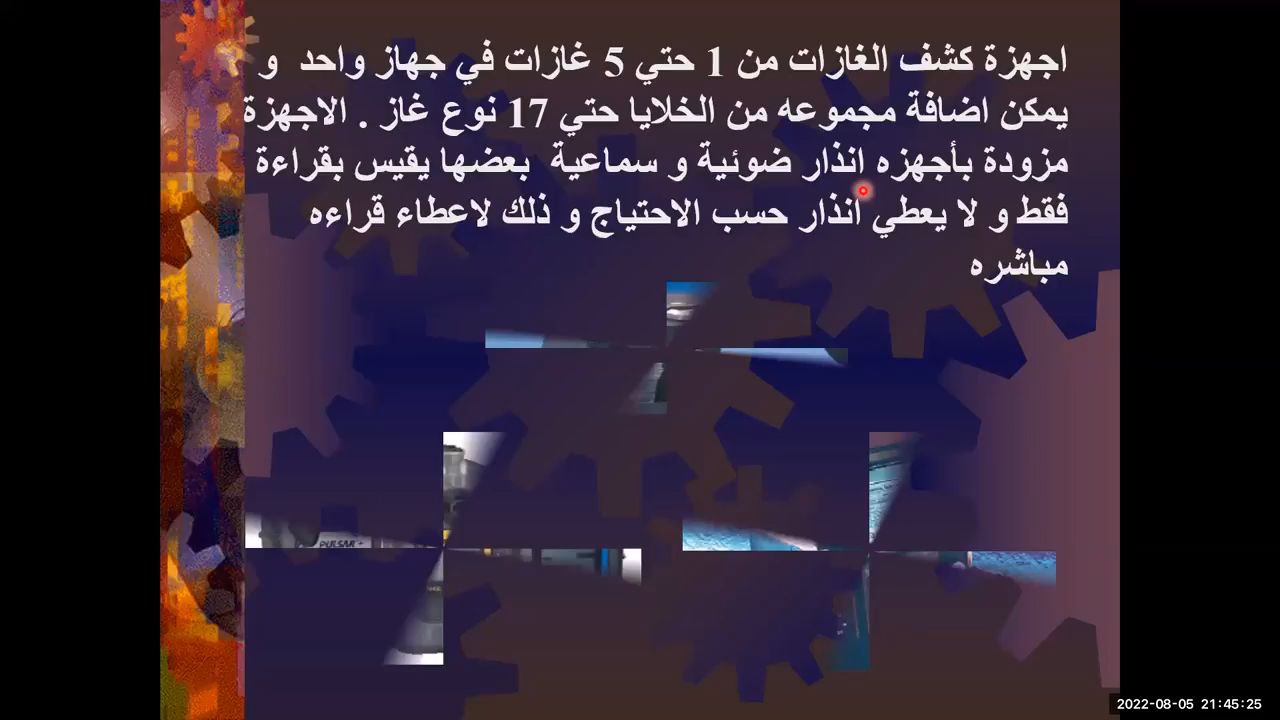 اجهزة كشف الغازات من 1 حتي 5 غازات في جهاز واحد و
يمكن اضافة مجموعه من الخلايا حتي 17 نوع غاز . الاجهزة
مزودة بأجهزه انذار ضوئية و سماعية بعضها يقيس بقراءة
فقط و لا يعطي انذار حسب الاحتياج و ذلك لاعطاء قراءه
مباشره
PULSAR +
2022-08-05 21:45:25